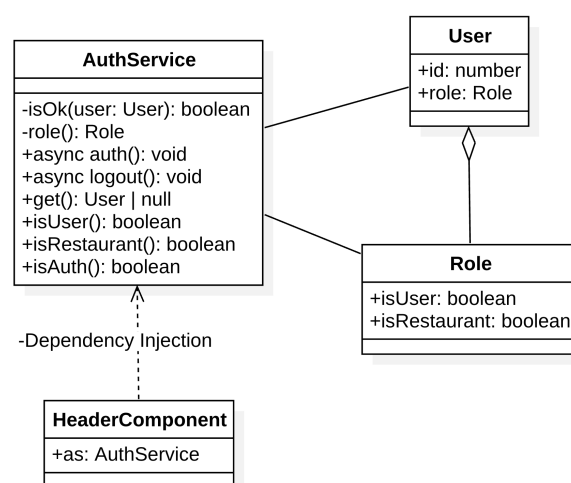 AuthService
-isOk(user: User): boolean
-role(): Role
+async auth(): void
+async logout(): void
+get(): User | null
+isUser(): boolean
+isRestaurant(): boolean
+isAuth(): boolean
User
+id: number
+role: Role
Role
+isUser: boolean
+isRestaurant: boolean
-Dependency Injection
HeaderComponent
+as: AuthService